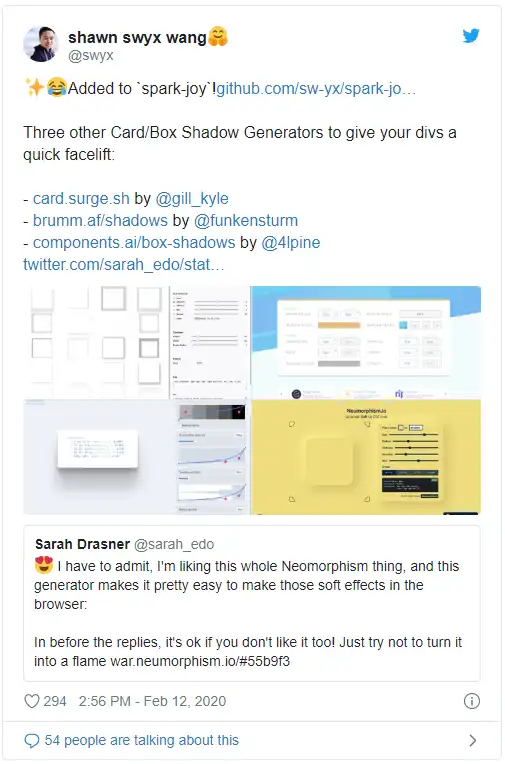 shawn swyx wang🤗
@swyx
✨😂Added to `spark-joy`!github.com/sw-yx/spark-jo…
Three other Card/Box Shadow Generators to give your divs a
quick facelift:
- card.surge.sh by @gill_kyle
- brumm.af/shadows by @funkensturm
- components.ai/box-shadows by @4lpine
twitter.com/sarah_edo/stat…
Neumorphism.io
Sarah Drasner @sarah_edo
😍 I have to admit, I'm liking this whole Neomorphism thing, and this
generator makes it pretty easy to make those soft effects in the
browser:
In before the replies, it's ok if you don't like it too! Just try not to turn it
into a flame war.neumorphism.io/#55b9f3
294 2:56 PM - Feb 12, 2020
54 people are talking about this